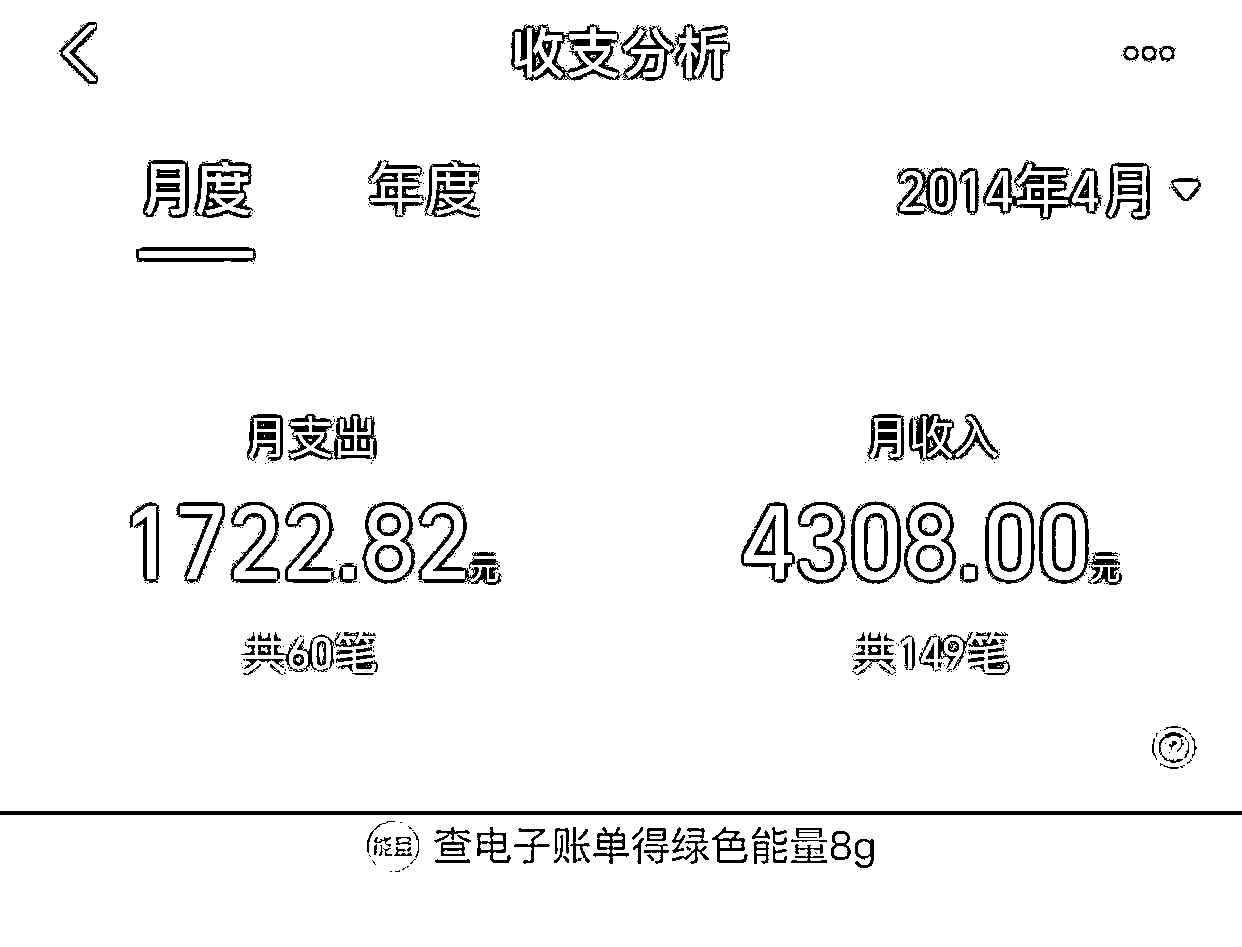 收支分析
月度 年度 2014年4月
月支出 月收入
1722.82元 4308.00元
共60笔 共149笔
能量 查电子账单得绿色能量8g